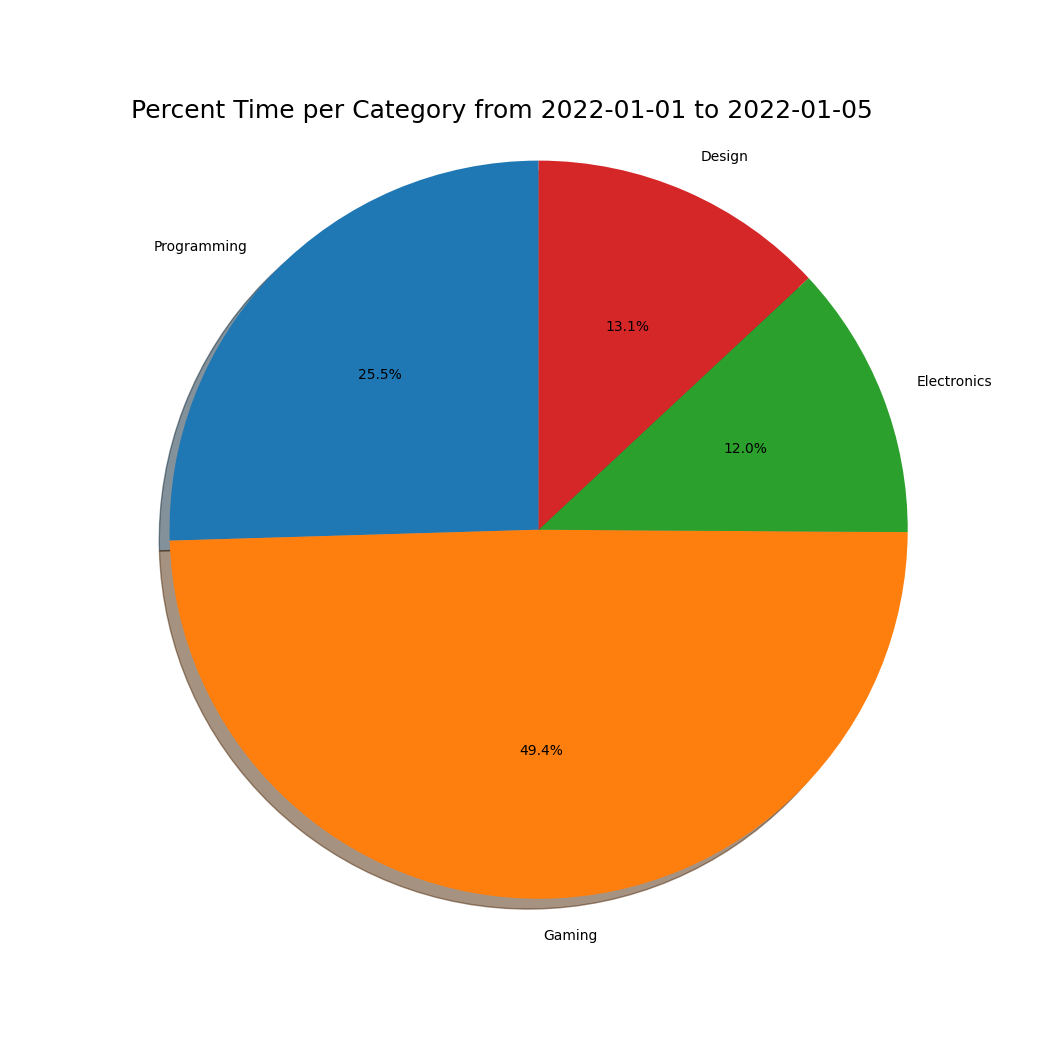 Percent Time per Category from 2022-01-01 to 2022-01-05
Design
Programming
13.1%
25.5%
Electronics
12.0%
49.4%
Gaming